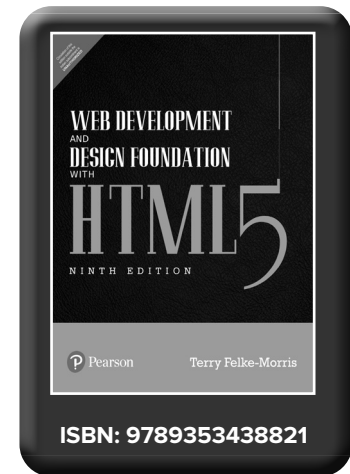 WEB DEVELOPMENT
AND
DESIGN FOUNDATION
WITH
HTML5
NINTH EDITION
P Pearson
Terry Felke-Morris
ISBN: 9789353438821